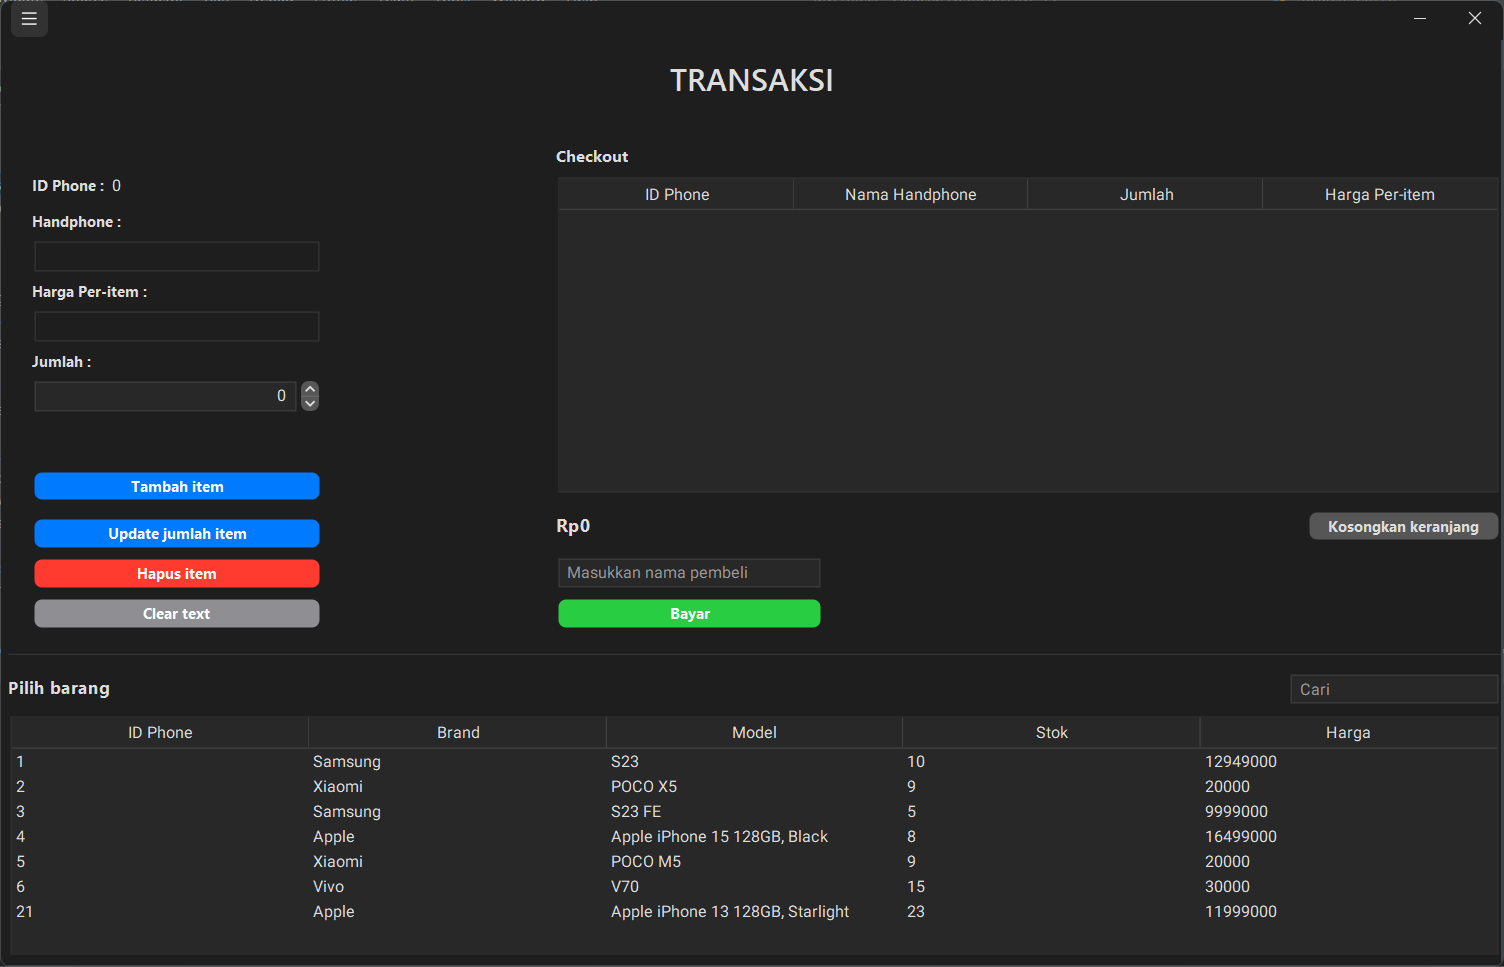 TRANSAKSI
ID Phone : 0
Handphone :
Harga Per-item :
Jumlah :
0
Tambah item
Update jumlah item
Hapus item
Clear text
Checkout
ID Phone Nama Handphone Jumlah Harga Per-item
Rp0
Kosongkan keranjang
Masukkan nama pembeli
Bayar
Pilih barang
Cari
ID Phone Brand Model Stok Harga
1 Samsung S23 10 12949000
2 Xiaomi POCO X5 9 20000
3 Samsung S23 FE 5 9999000
4 Apple Apple iPhone 15 128GB, Black 8 16499000
5 Xiaomi POCO M5 9 20000
6 Vivo V70 15 30000
21 Apple Apple iPhone 13 128GB, Starlight 23 11999000